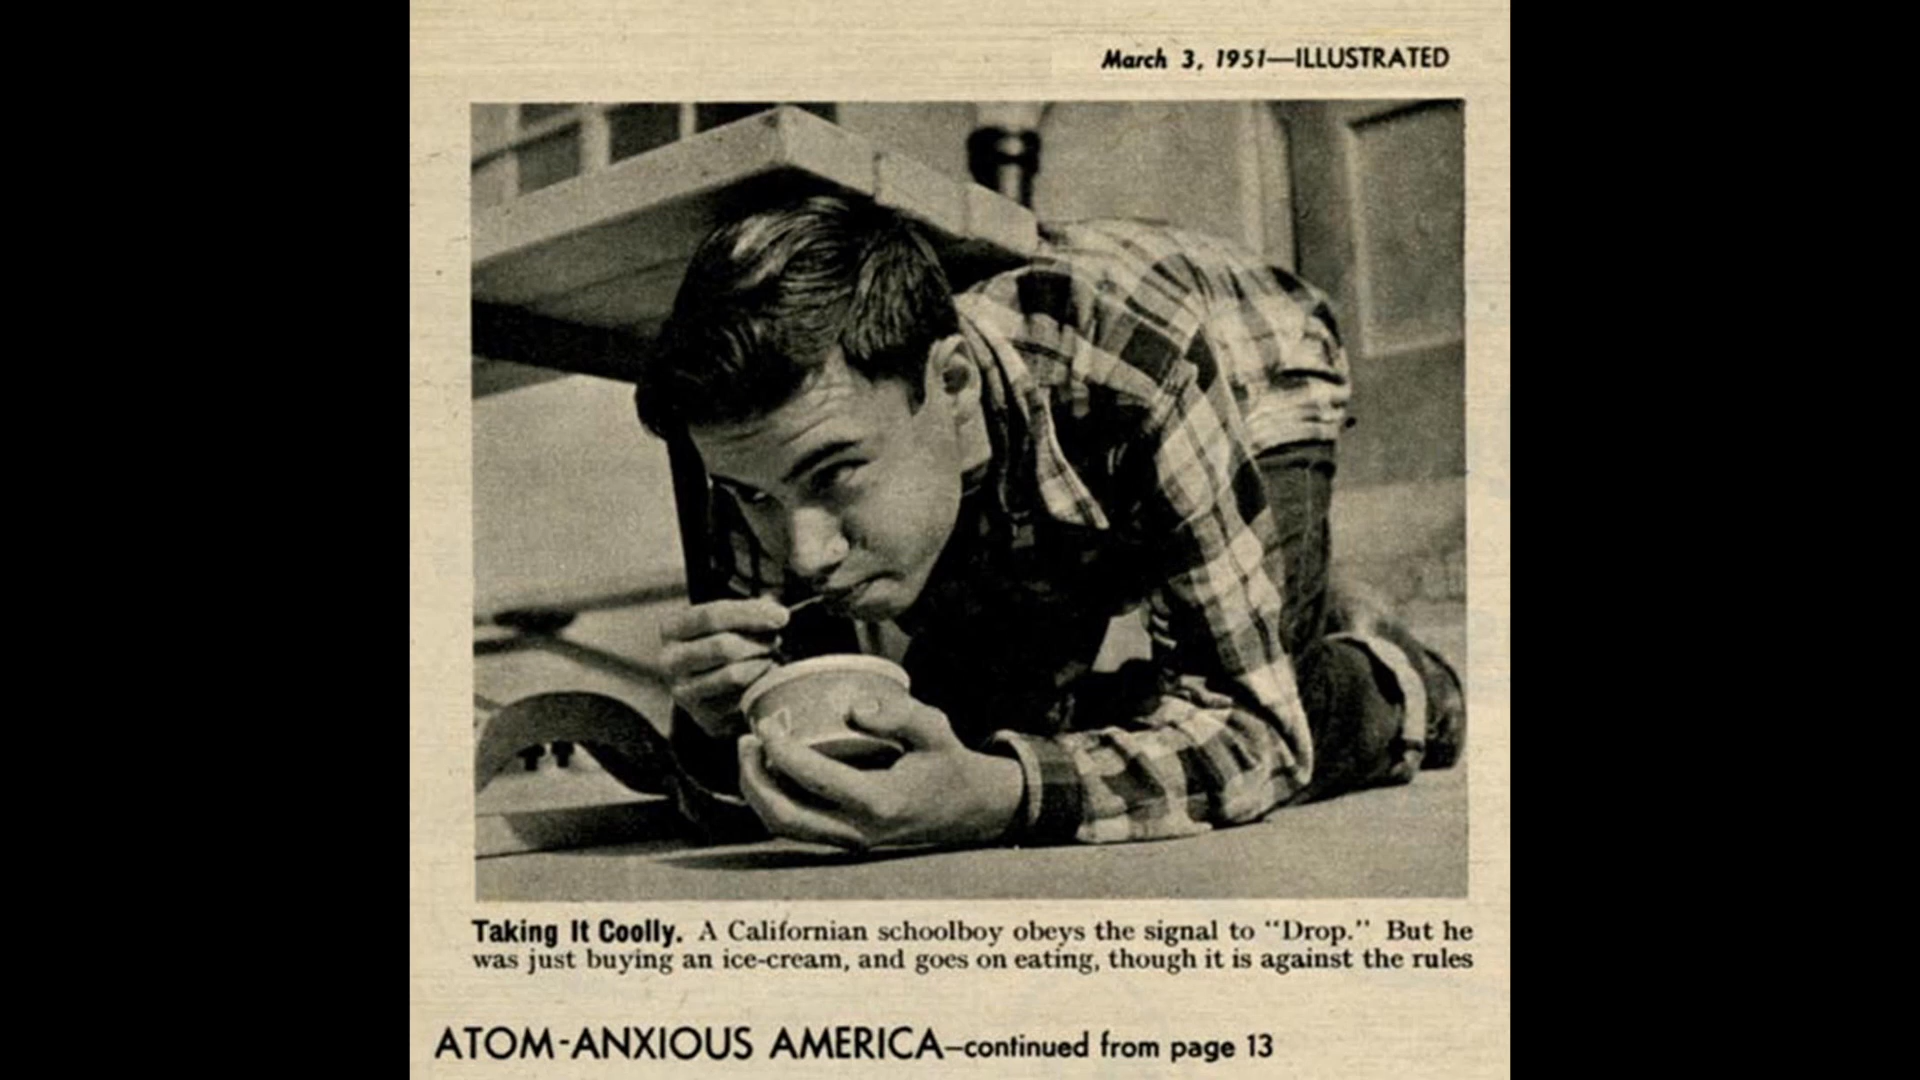 March 3, 1951—ILLUSTRATED
Taking It Coolly. A Californian schoolboy obeys the signal to “Drop.” But he
was just buying an ice-cream, and goes on eating, though it is against the rules
ATOM-ANXIOUS AMERICA—continued from page 13